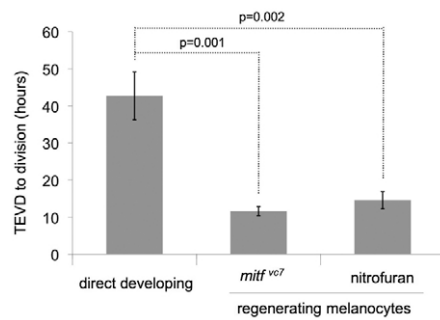 p=0.002
p=0.001
TEVD to division (hours)
60
50
40
30
20
10
0
direct developing
mitf vc7
nitrofuran
regenerating melanocytes